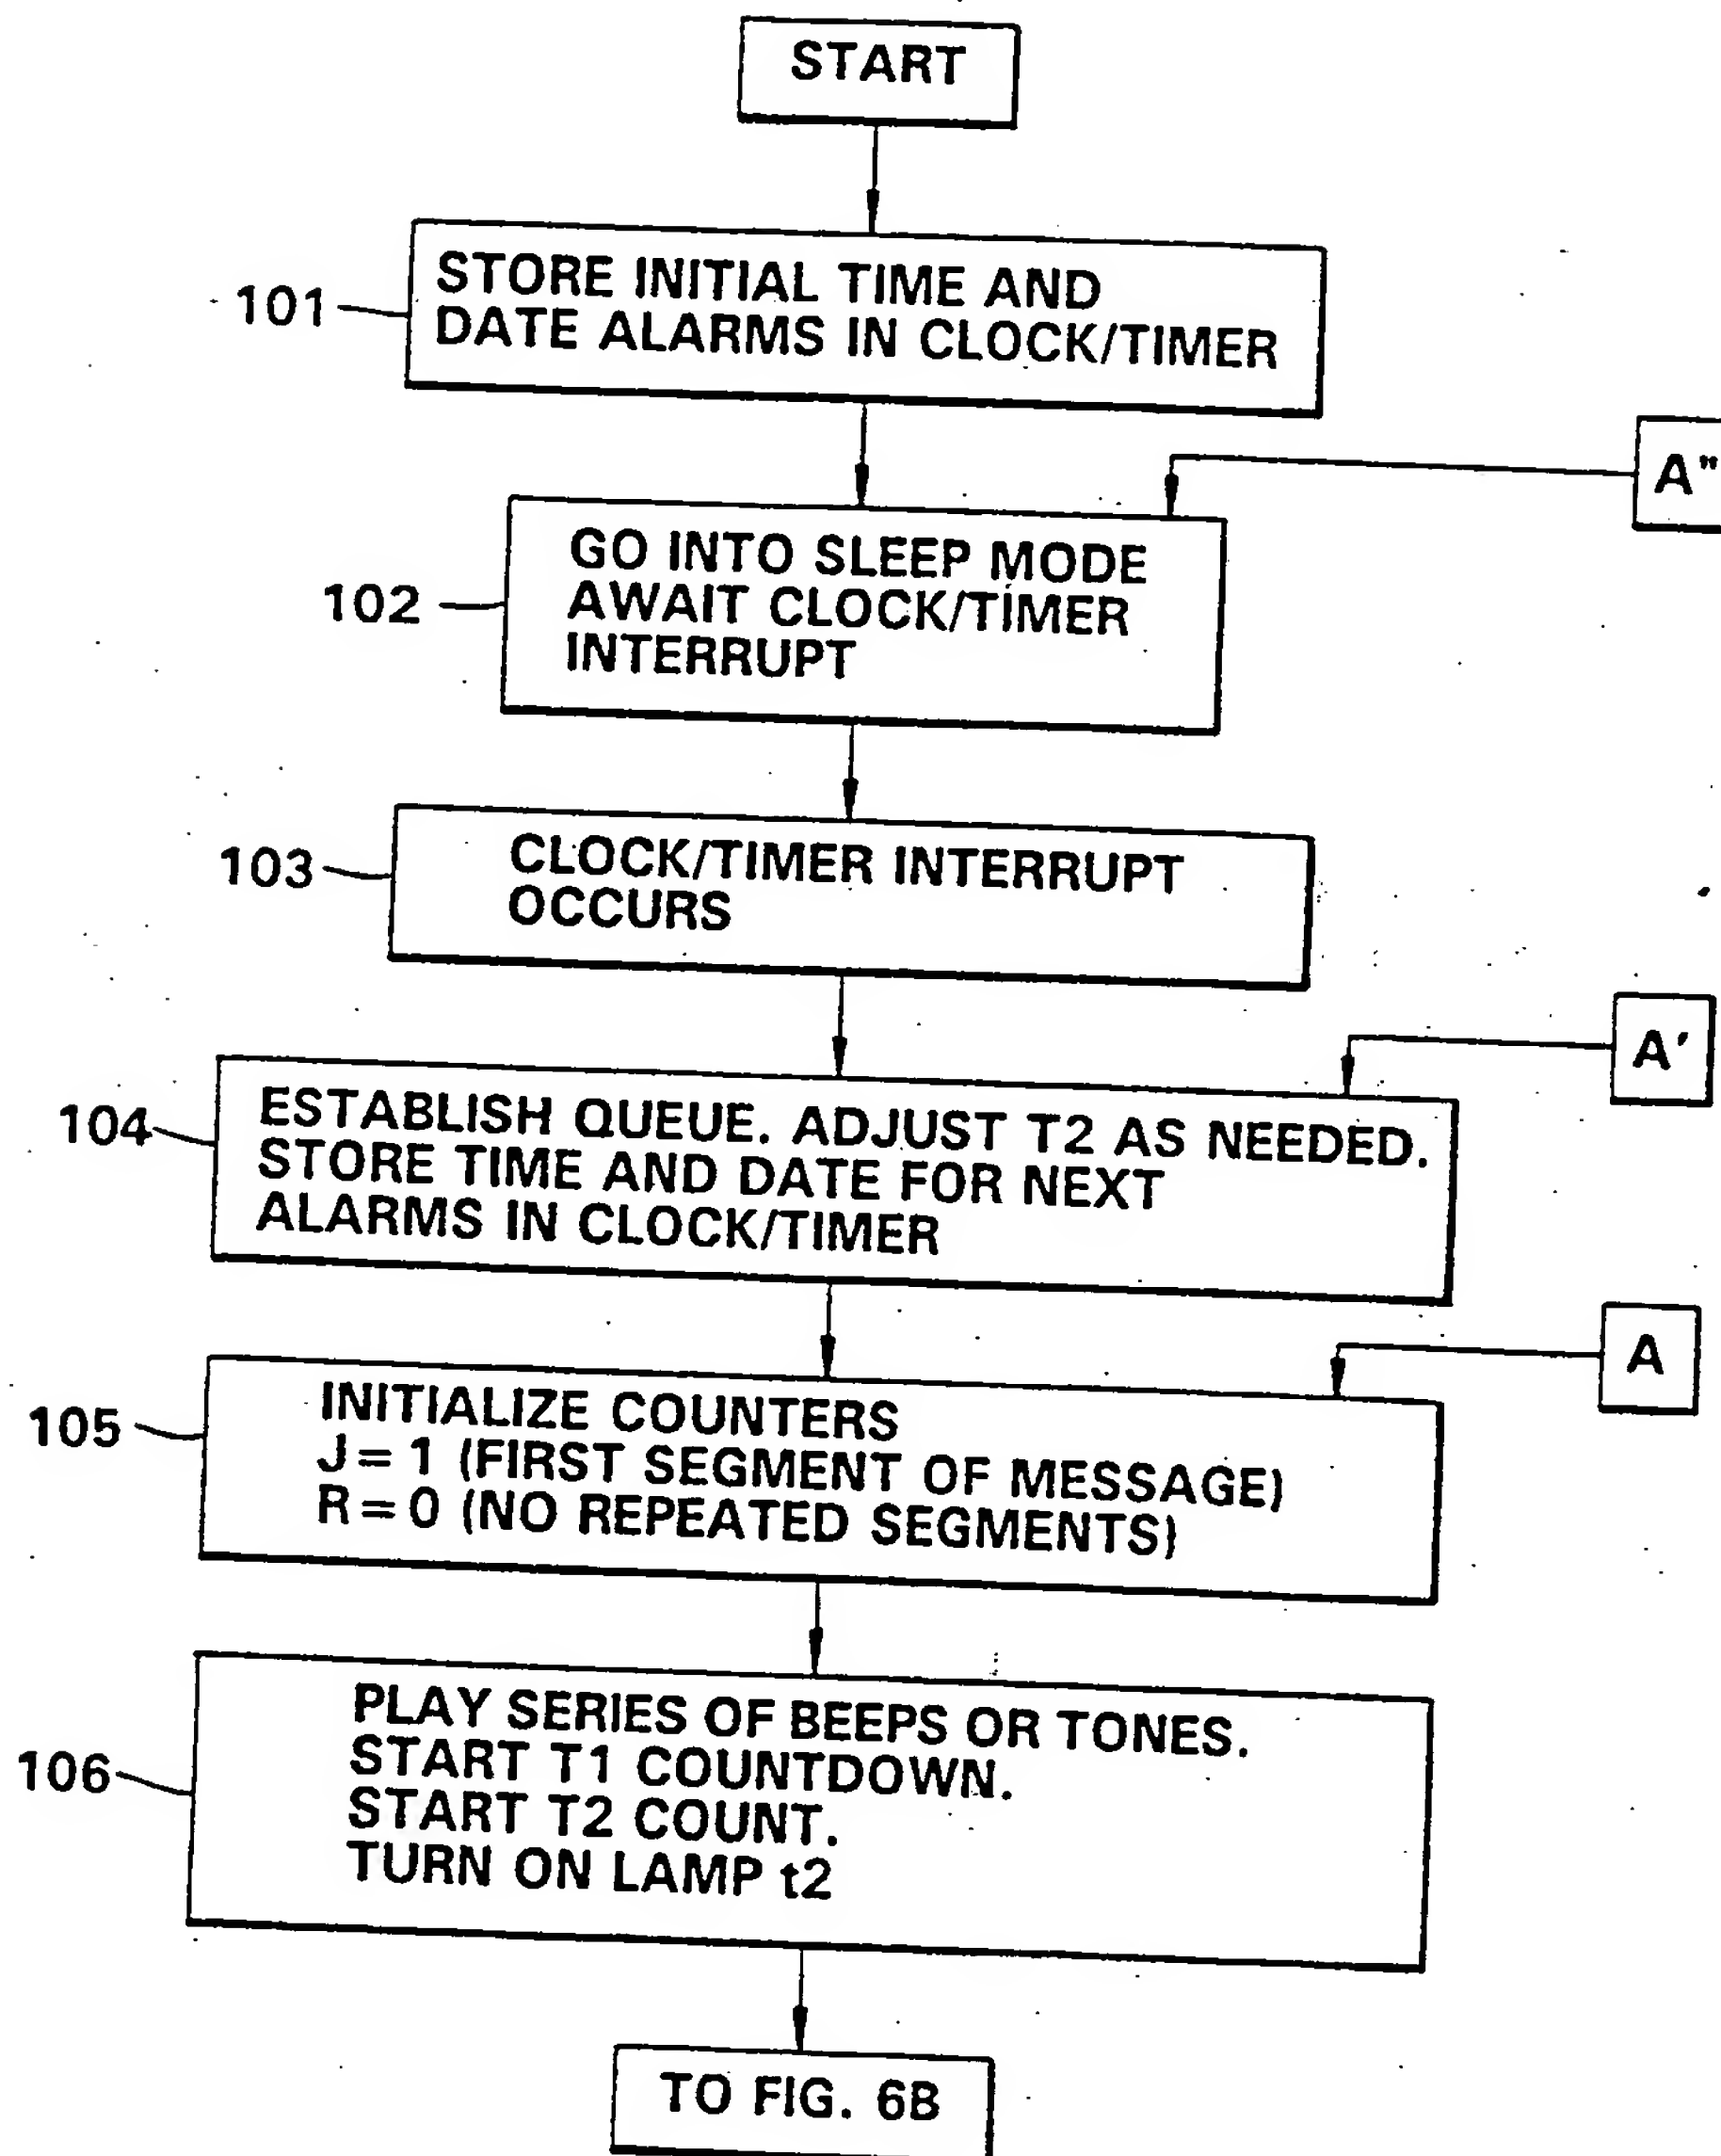 START
101
STORE INITIAL TIME AND
DATE ALARMS IN CLOCK/TIMER
A"
102
GO INTO SLEEP MODE
AWAIT CLOCK/TIMER
INTERRUPT
103
CLOCK/TIMER INTERRUPT
OCCURS
A'
104
ESTABLISH QUEUE. ADJUST T2 AS NEEDED.
STORE TIME AND DATE FOR NEXT
ALARMS IN CLOCK/TIMER
A
105
INITIALIZE COUNTERS
J = 1 (FIRST SEGMENT OF MESSAGE)
R = 0 (NO REPEATED SEGMENTS)
106
PLAY SERIES OF BEEPS OR TONES.
START T1 COUNTDOWN.
START T2 COUNT.
TURN ON LAMP t2
TO FIG. 6B